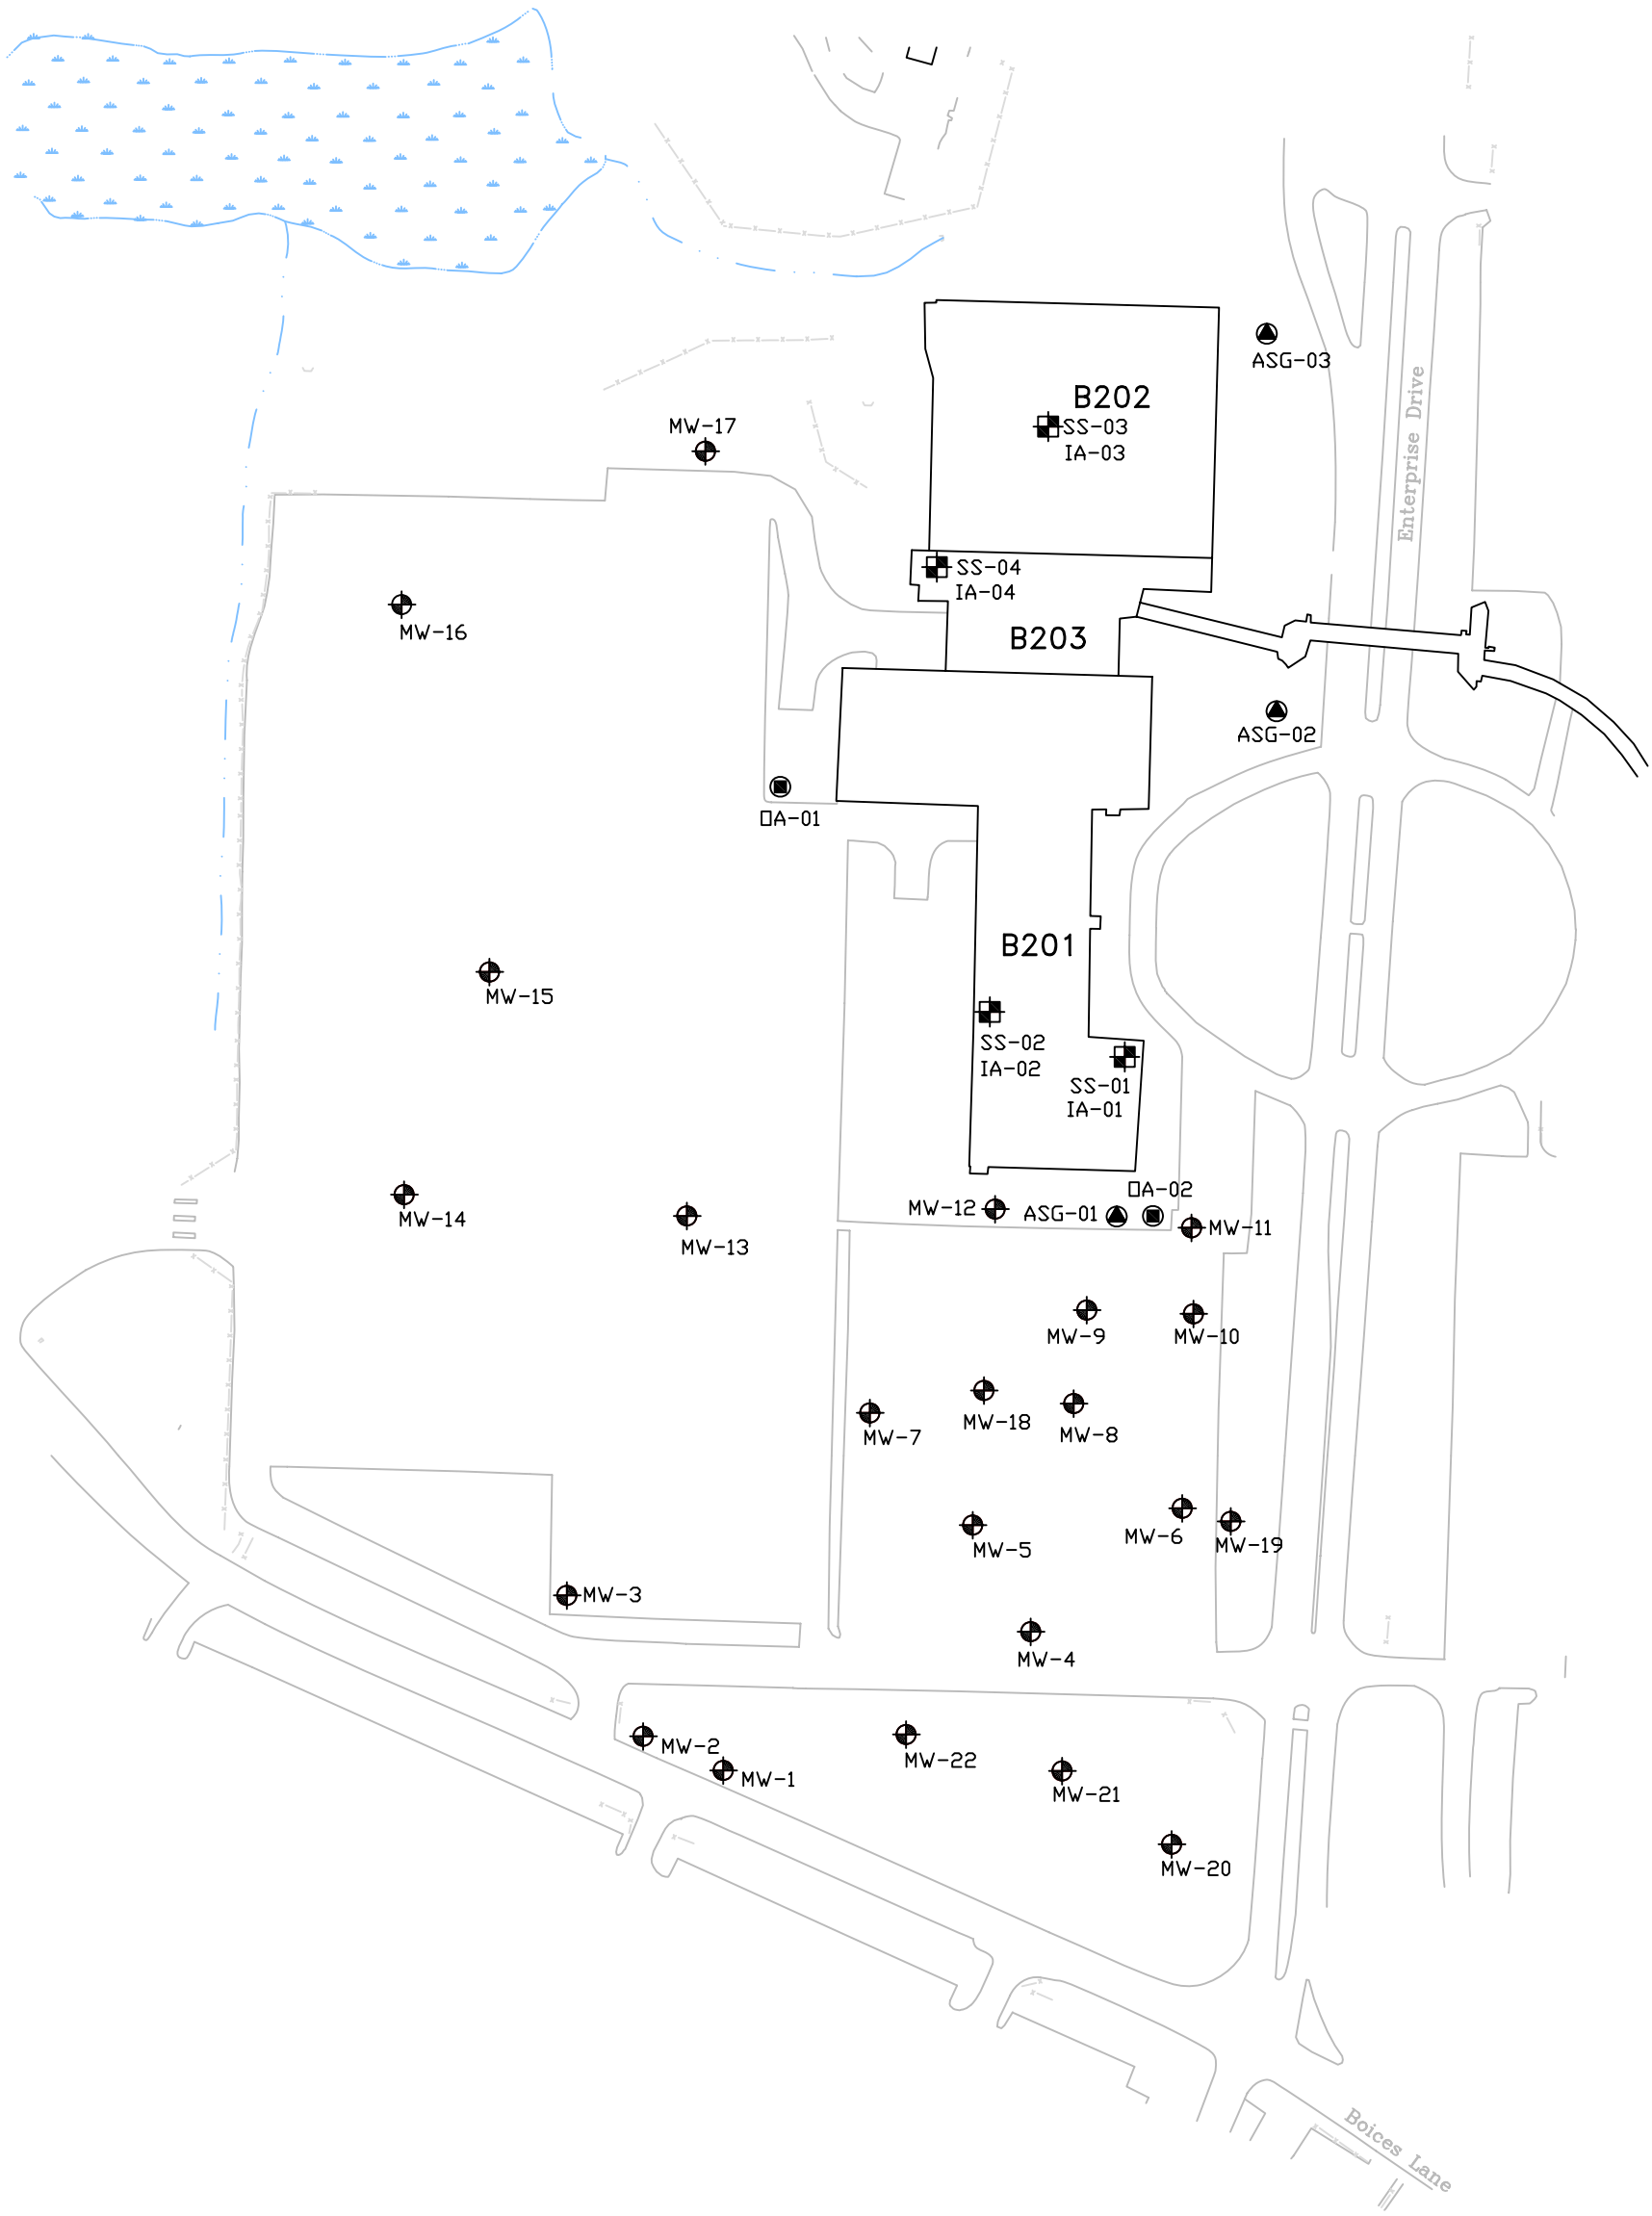 ASG-03
Enterprise Drive
B202
SS-03
IA-03
MW-17
SS-04
IA-04
MW-16
B203
ASG-02
OA-01
B201
MW-15
SS-02
IA-02
SS-01
IA-01
OA-02
MW-12
ASG-01
MW-14
MW-11
MW-13
MW-9
MW-10
MW-18
MW-7
MW-8
MW-6
MW-19
MW-5
MW-3
MW-4
MW-2
MW-22
MW-1
MW-21
MW-20
Boices Lane